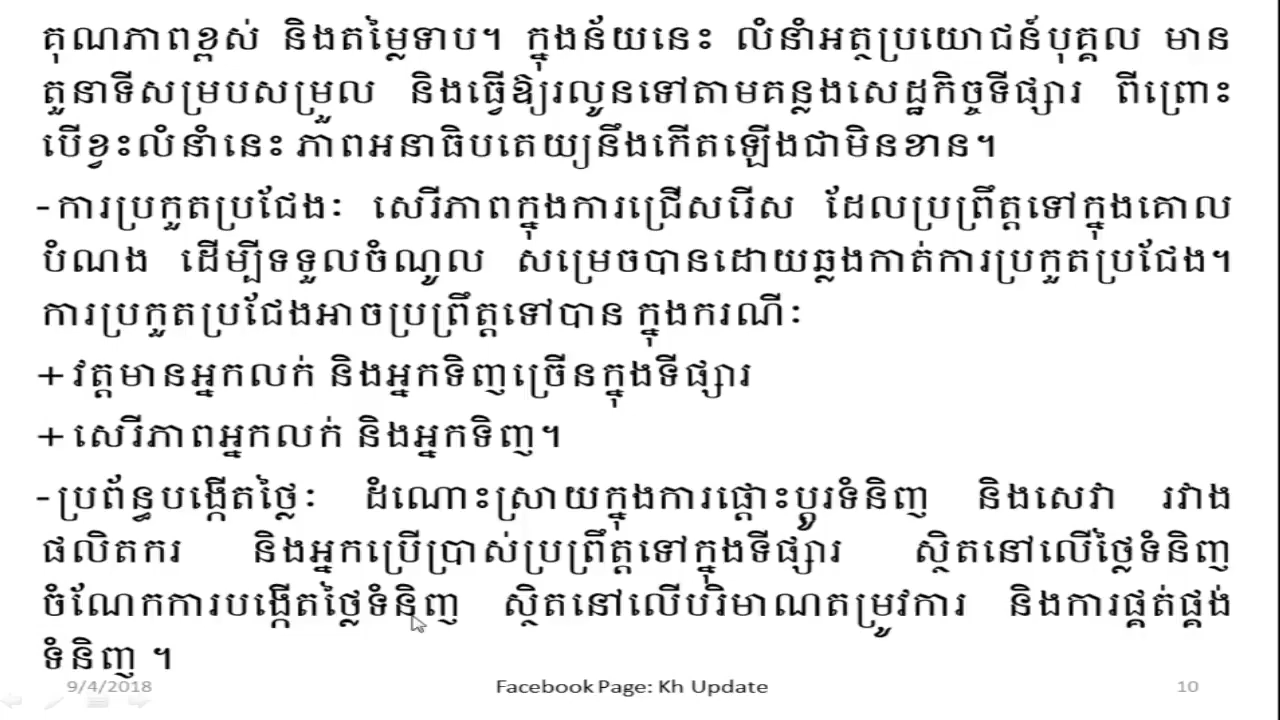 គុណភាពខ្ពស់ និងតម្លៃទាប។ ក្នុងន័យនេះ លំនាំអត្ថប្រយោជន៍បុគ្គល មាន
តួនាទីសម្របសម្រួល និងធ្វើឱ្យរលូនទៅតាមគន្លងសេដ្ឋកិច្ចទីផ្សារ ពីព្រោះ
បើខ្វះលំនាំនេះ ភាពអនាធិបតេយ្យនឹងកើតឡើងជាមិនខាន។
-ការប្រកួតប្រជែង៖ សេរីភាពក្នុងការជ្រើសរើស ដែលប្រព្រឹត្តទៅក្នុងគោល
បំណង ដើម្បីទទួលចំណូល សម្រេចបានដោយឆ្លងកាត់ការប្រកួតប្រជែង។
ការប្រកួតប្រជែងអាចប្រព្រឹត្តទៅបាន ក្នុងករណី៖
+ វត្តមានអ្នកលក់ និងអ្នកទិញច្រើនក្នុងទីផ្សារ
+ សេរីភាពអ្នកលក់ និងអ្នកទិញ។
-ប្រព័ន្ធបង្កើតថ្លៃ៖ ដំណោះស្រាយក្នុងការផ្តោះប្តូរទំនិញ និងសេវា រវាង
ផលិតករ និងអ្នកប្រើប្រាស់ប្រព្រឹត្តទៅក្នុងទីផ្សារ ស្ថិតនៅលើថ្លៃទំនិញ
ចំណែកការបង្កើតថ្លៃទំនិញ ស្ថិតនៅលើបរិមាណតម្រូវការ និងការផ្គត់ផ្គង់
ទំនិញ ។
9/4/2018 Facebook Page: Kh Update 10